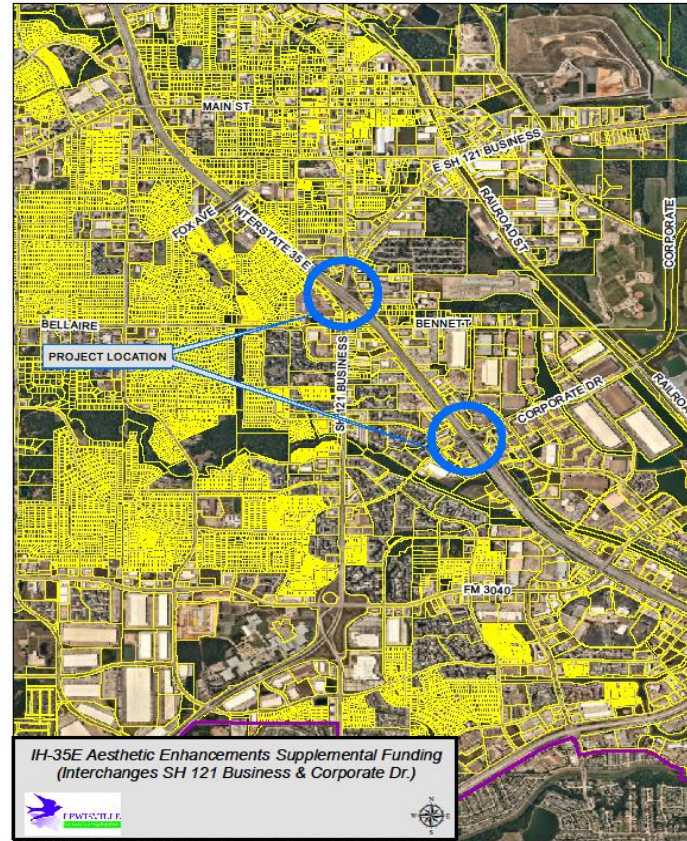 MAIN ST
E SH 121 BUSINESS
FOX AVE
INTERSTATE 35 E
RAILROAD ST
CORPORATE
BELLAIRE
BENNETT
PROJECT LOCATION
SH 121 BUSINESS
CORPORATE DR
FM 3040
IH-35E Aesthetic Enhancements Supplemental Funding
(Interchanges SH 121 Business & Corporate Dr.)
LEWISVILLE
N
W E
S